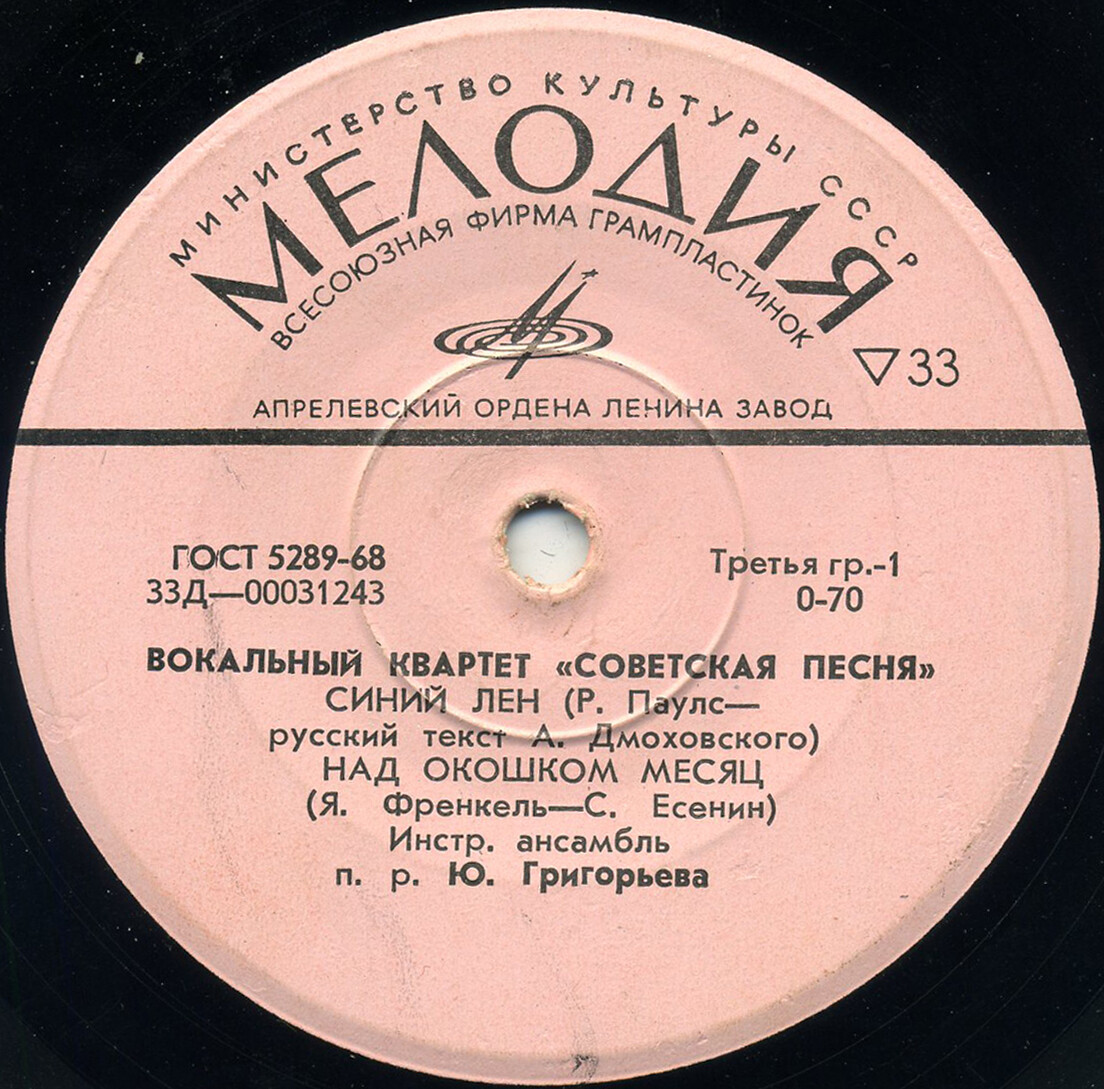 МИНИСТЕРСТВО КУЛЬТУРЫ СССР
МЕЛОДИЯ
ВСЕСОЮЗНАЯ ФИРМА ГРАМПЛАСТИНОК
▽33
АПРЕЛЕВСКИЙ ОРДЕНА ЛЕНИНА ЗАВОД
ГОСТ 5289-68
Третья гр.-1
33Д—00031243
0-70
ВОКАЛЬНЫЙ КВАРТЕТ «СОВЕТСКАЯ ПЕСНЯ»
СИНИЙ ЛЕН (Р. Паулс—
русский текст А. Дмоховского)
НАД ОКОШКОМ МЕСЯЦ
(Я. Френкель—С. Есенин)
Инстр. ансамбль
п. р. Ю. Григорьева